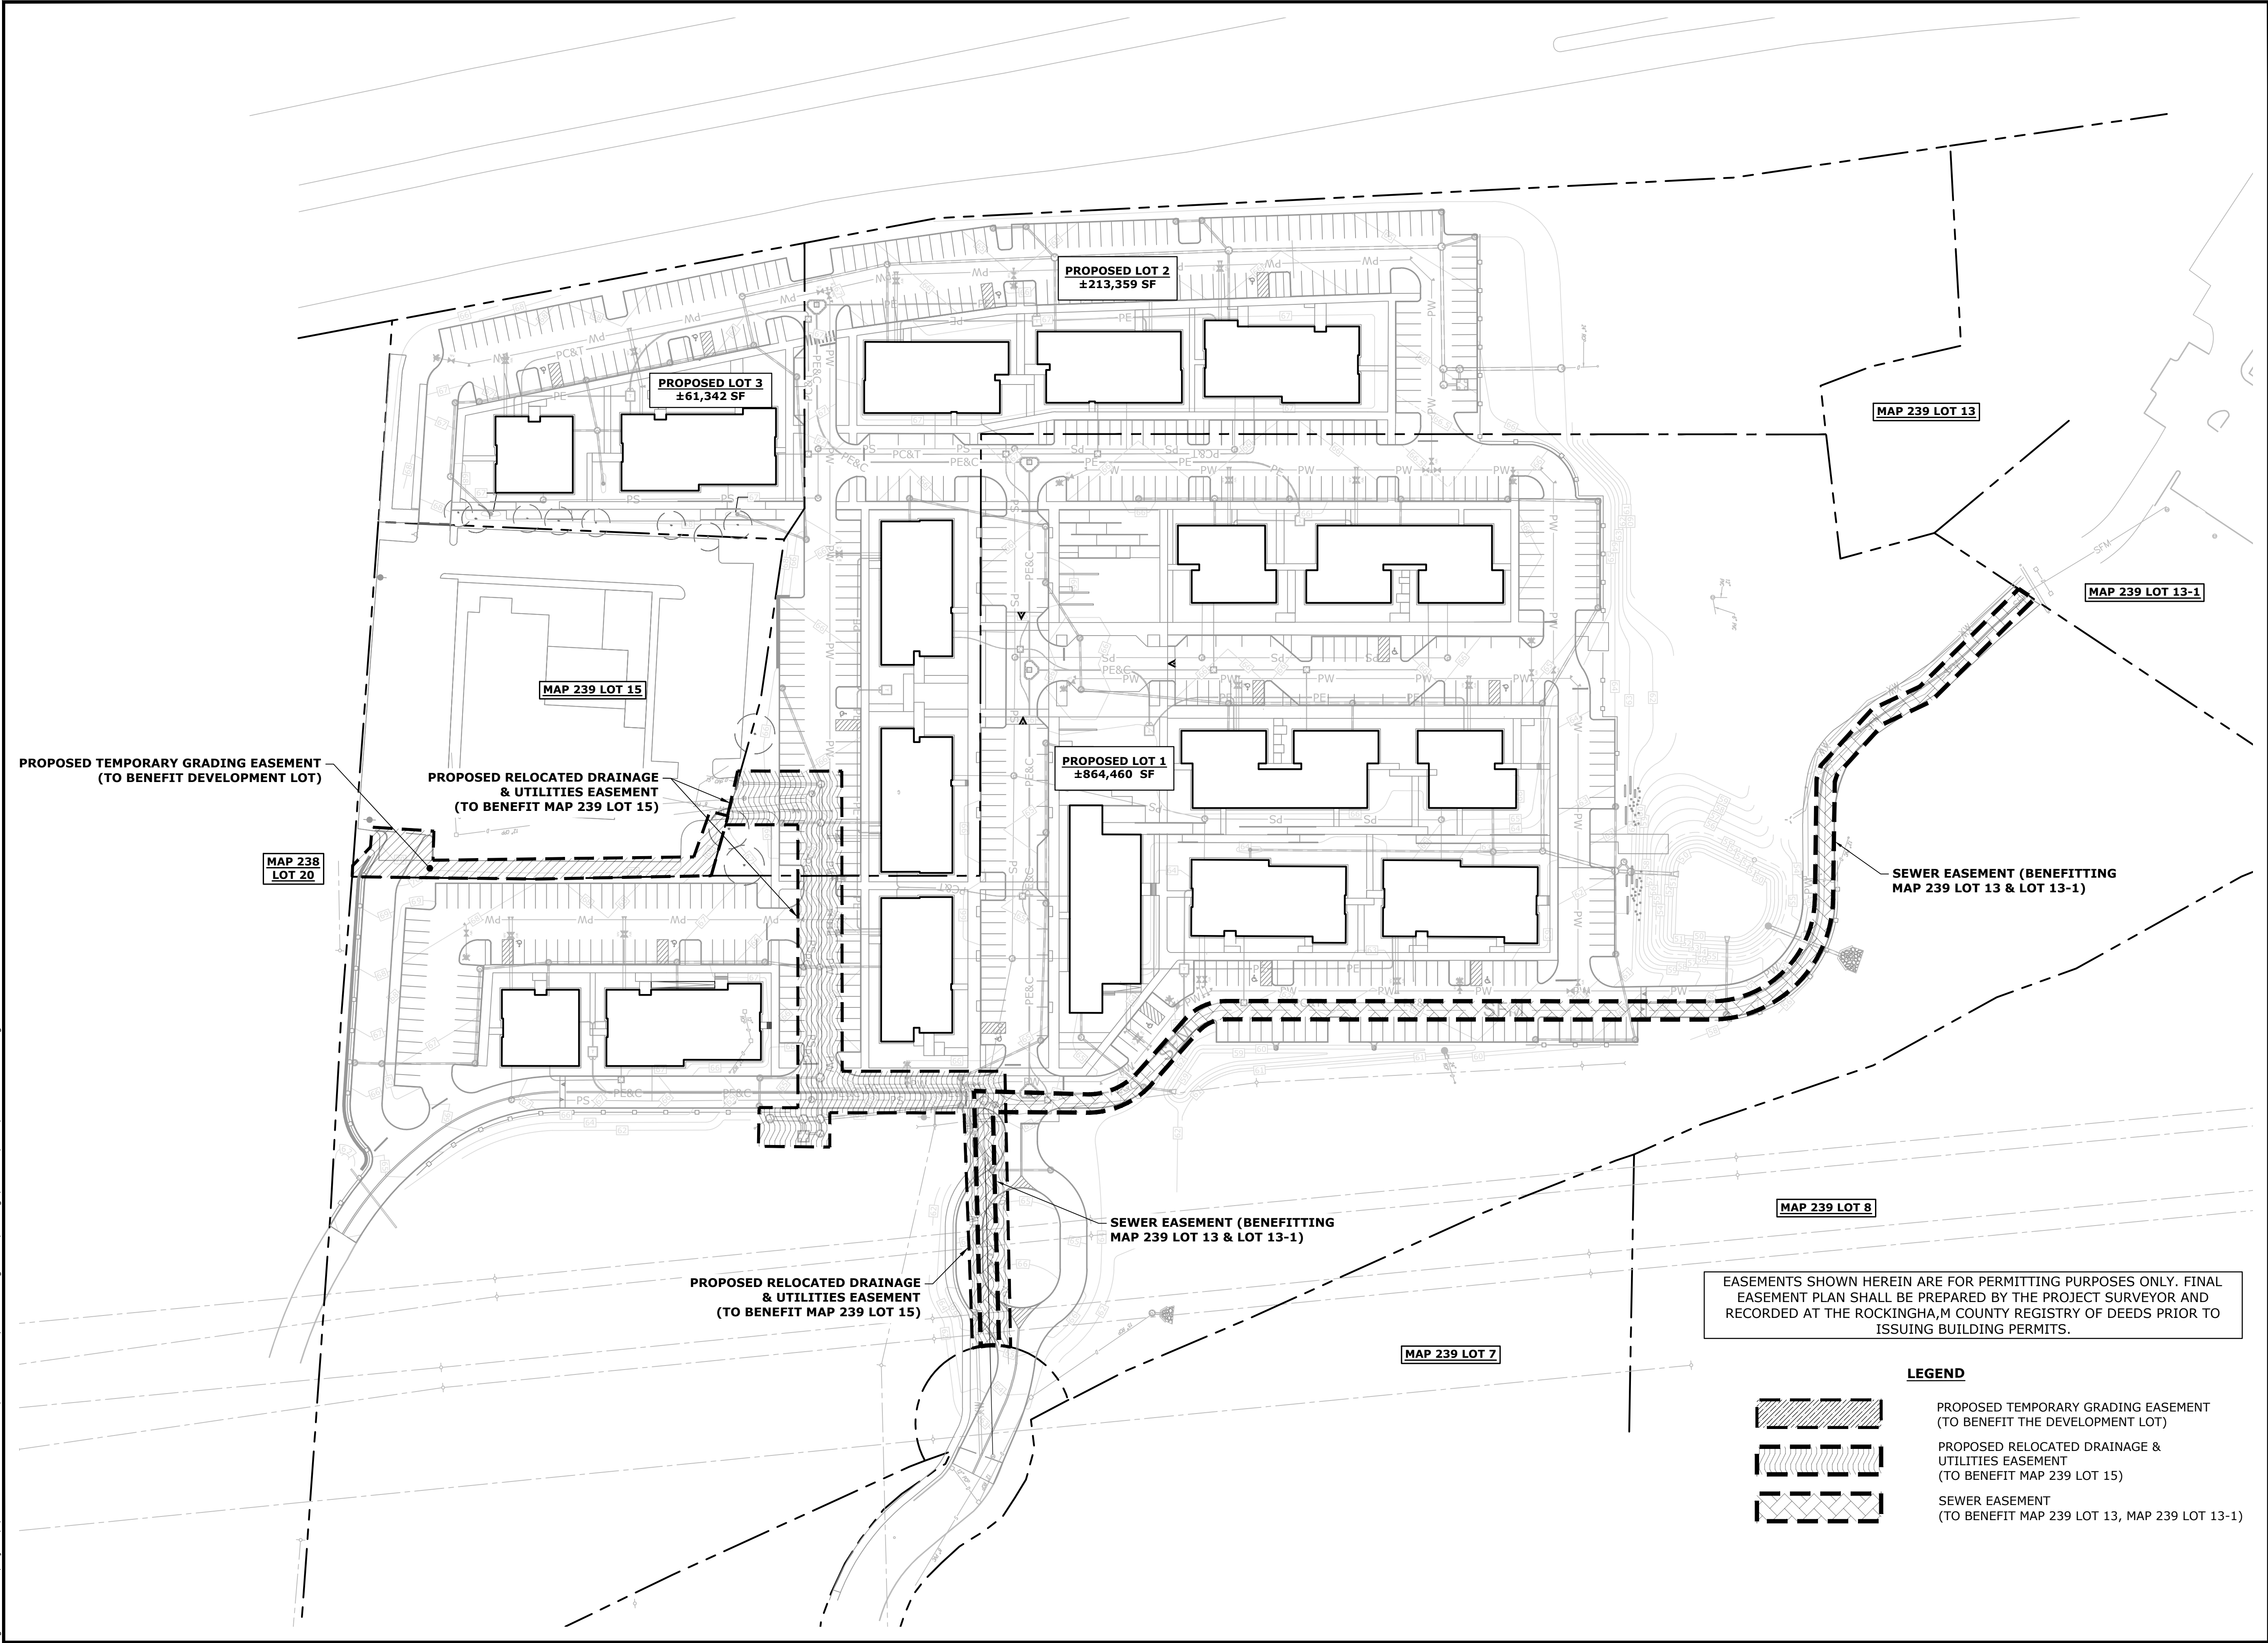 PROPOSED LOT 2
±213,359 SF
PROPOSED LOT 3
±61,342 SF
MAP 239 LOT 13
MAP 239 LOT 13-1
MAP 239 LOT 15
PROPOSED TEMPORARY GRADING EASEMENT
(TO BENEFIT DEVELOPMENT LOT)
PROPOSED RELOCATED DRAINAGE
& UTILITIES EASEMENT
(TO BENEFIT MAP 239 LOT 15)
PROPOSED LOT 1
±864,460 SF
MAP 238
LOT 20
SEWER EASEMENT (BENEFITTING
MAP 239 LOT 13 & LOT 13-1)
SEWER EASEMENT (BENEFITTING
MAP 239 LOT 13 & LOT 13-1)
PROPOSED RELOCATED DRAINAGE
& UTILITIES EASEMENT
(TO BENEFIT MAP 239 LOT 15)
MAP 239 LOT 8
MAP 239 LOT 7
EASEMENTS SHOWN HEREIN ARE FOR PERMITTING PURPOSES ONLY. FINAL
EASEMENT PLAN SHALL BE PREPARED BY THE PROJECT SURVEYOR AND
RECORDED AT THE ROCKINGHA,M COUNTY REGISTRY OF DEEDS PRIOR TO
ISSUING BUILDING PERMITS.
LEGEND
PROPOSED TEMPORARY GRADING EASEMENT
(TO BENEFIT THE DEVELOPMENT LOT)
PROPOSED RELOCATED DRAINAGE &
UTILITIES EASEMENT
(TO BENEFIT MAP 239 LOT 15)
SEWER EASEMENT
(TO BENEFIT MAP 239 LOT 13, MAP 239 LOT 13-1)
PC&T
PE
PW
PS
PE&C
SFM